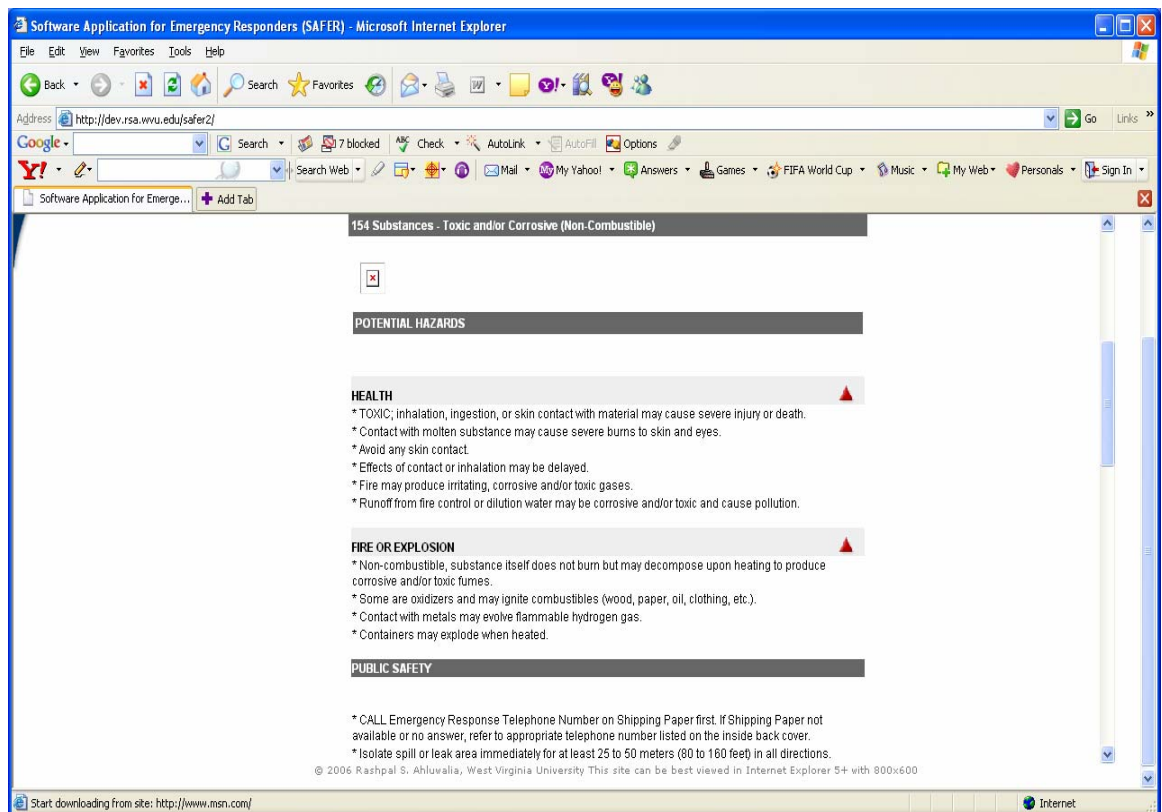 Software Application for Emergency Responders (SAFER) - Microsoft Internet Explorer
File Edit View Favorites Tools Help
Back Search Favorites
Address http://dev.rsa.wvu.edu/safer2/ Go Links »
Google G Search 7 blocked ABC Check AutoLink AutoFill Options
Y! Search Web Mail My Yahoo! Answers Games FIFA World Cup Music My Web Personals Sign In
Software Application for Emerge... Add Tab
154 Substances - Toxic and/or Corrosive (Non-Combustible)
POTENTIAL HAZARDS
HEALTH
* TOXIC; inhalation, ingestion, or skin contact with material may cause severe injury or death.
* Contact with molten substance may cause severe burns to skin and eyes.
* Avoid any skin contact.
* Effects of contact or inhalation may be delayed.
* Fire may produce irritating, corrosive and/or toxic gases.
* Runoff from fire control or dilution water may be corrosive and/or toxic and cause pollution.
FIRE OR EXPLOSION
* Non-combustible, substance itself does not burn but may decompose upon heating to produce
corrosive and/or toxic fumes.
* Some are oxidizers and may ignite combustibles (wood, paper, oil, clothing, etc.).
* Contact with metals may evolve flammable hydrogen gas.
* Containers may explode when heated.
PUBLIC SAFETY
* CALL Emergency Response Telephone Number on Shipping Paper first. If Shipping Paper not
available or no answer, refer to appropriate telephone number listed on the inside back cover.
* Isolate spill or leak area immediately for at least 25 to 50 meters (80 to 160 feet) in all directions.
© 2006 Rashpal S. Ahluwalia, West Virginia University This site can be best viewed in Internet Explorer 5+ with 800x600
Start downloading from site: http://www.msn.com/ Internet